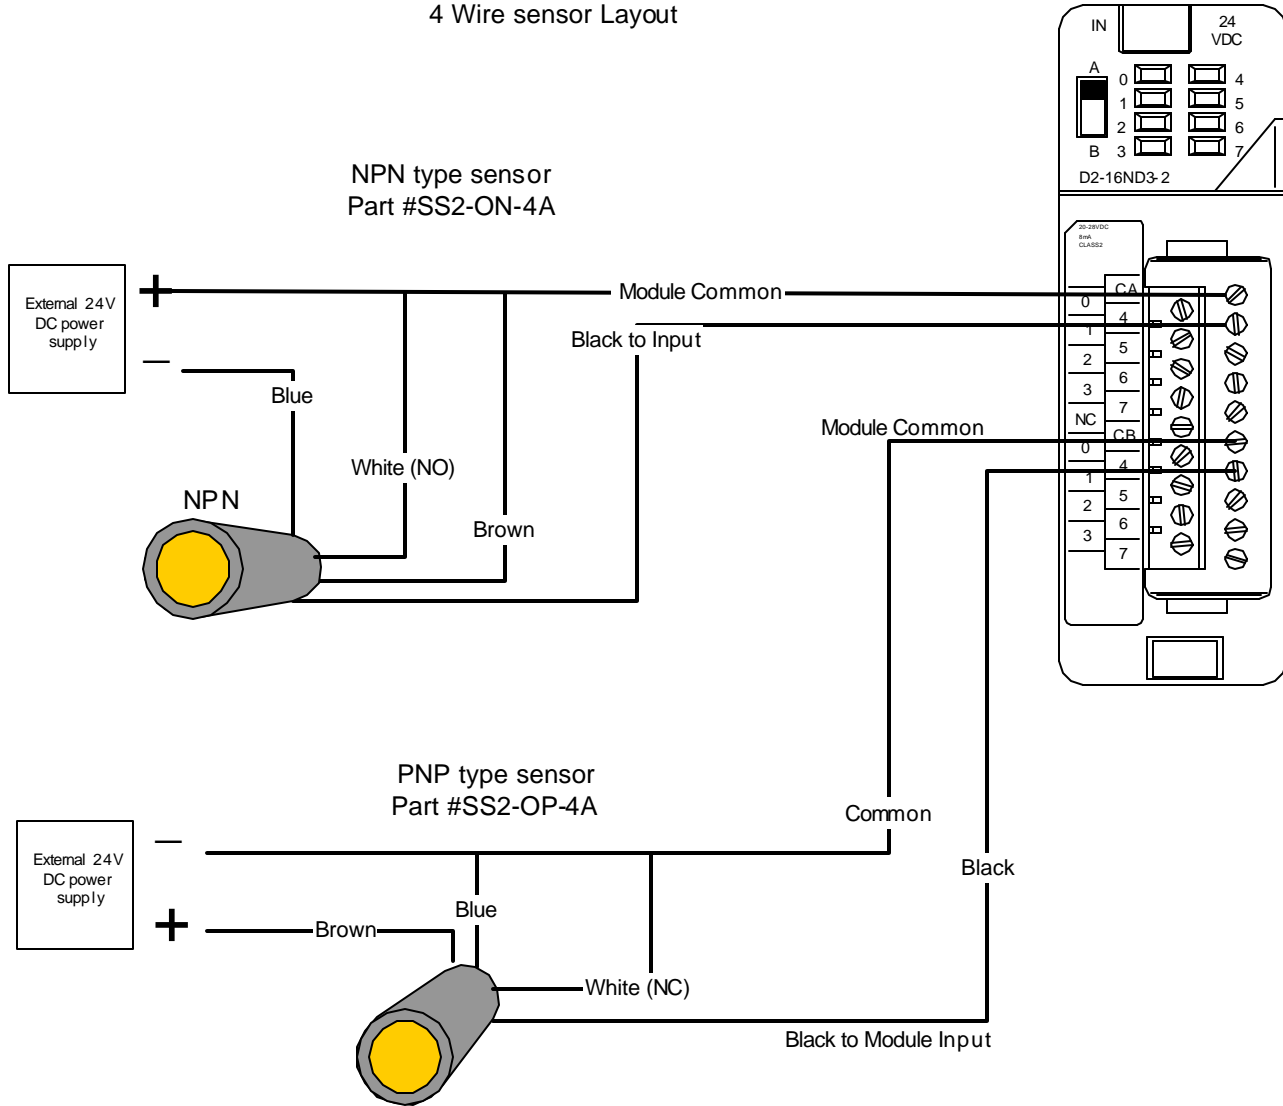 4 Wire sensor Layout
IN
24
VDC
A
B
0
1
2
3
4
5
6
7
D2-16ND3-2
NPN type sensor
Part #SS2-ON-4A
20-28VDC
8mA
CLASS2
External 24V
DC power
supply
+
−
Module Common
Black to Input
Blue
White (NO)
Brown
NPN
CA
0
4
1
5
2
6
3
7
NC
CB
0
4
1
5
2
6
3
7
Module Common
PNP type sensor
Part #SS2-OP-4A
Common
Black
External 24V
DC power
supply
−
+
Blue
Brown
White (NC)
Black to Module Input